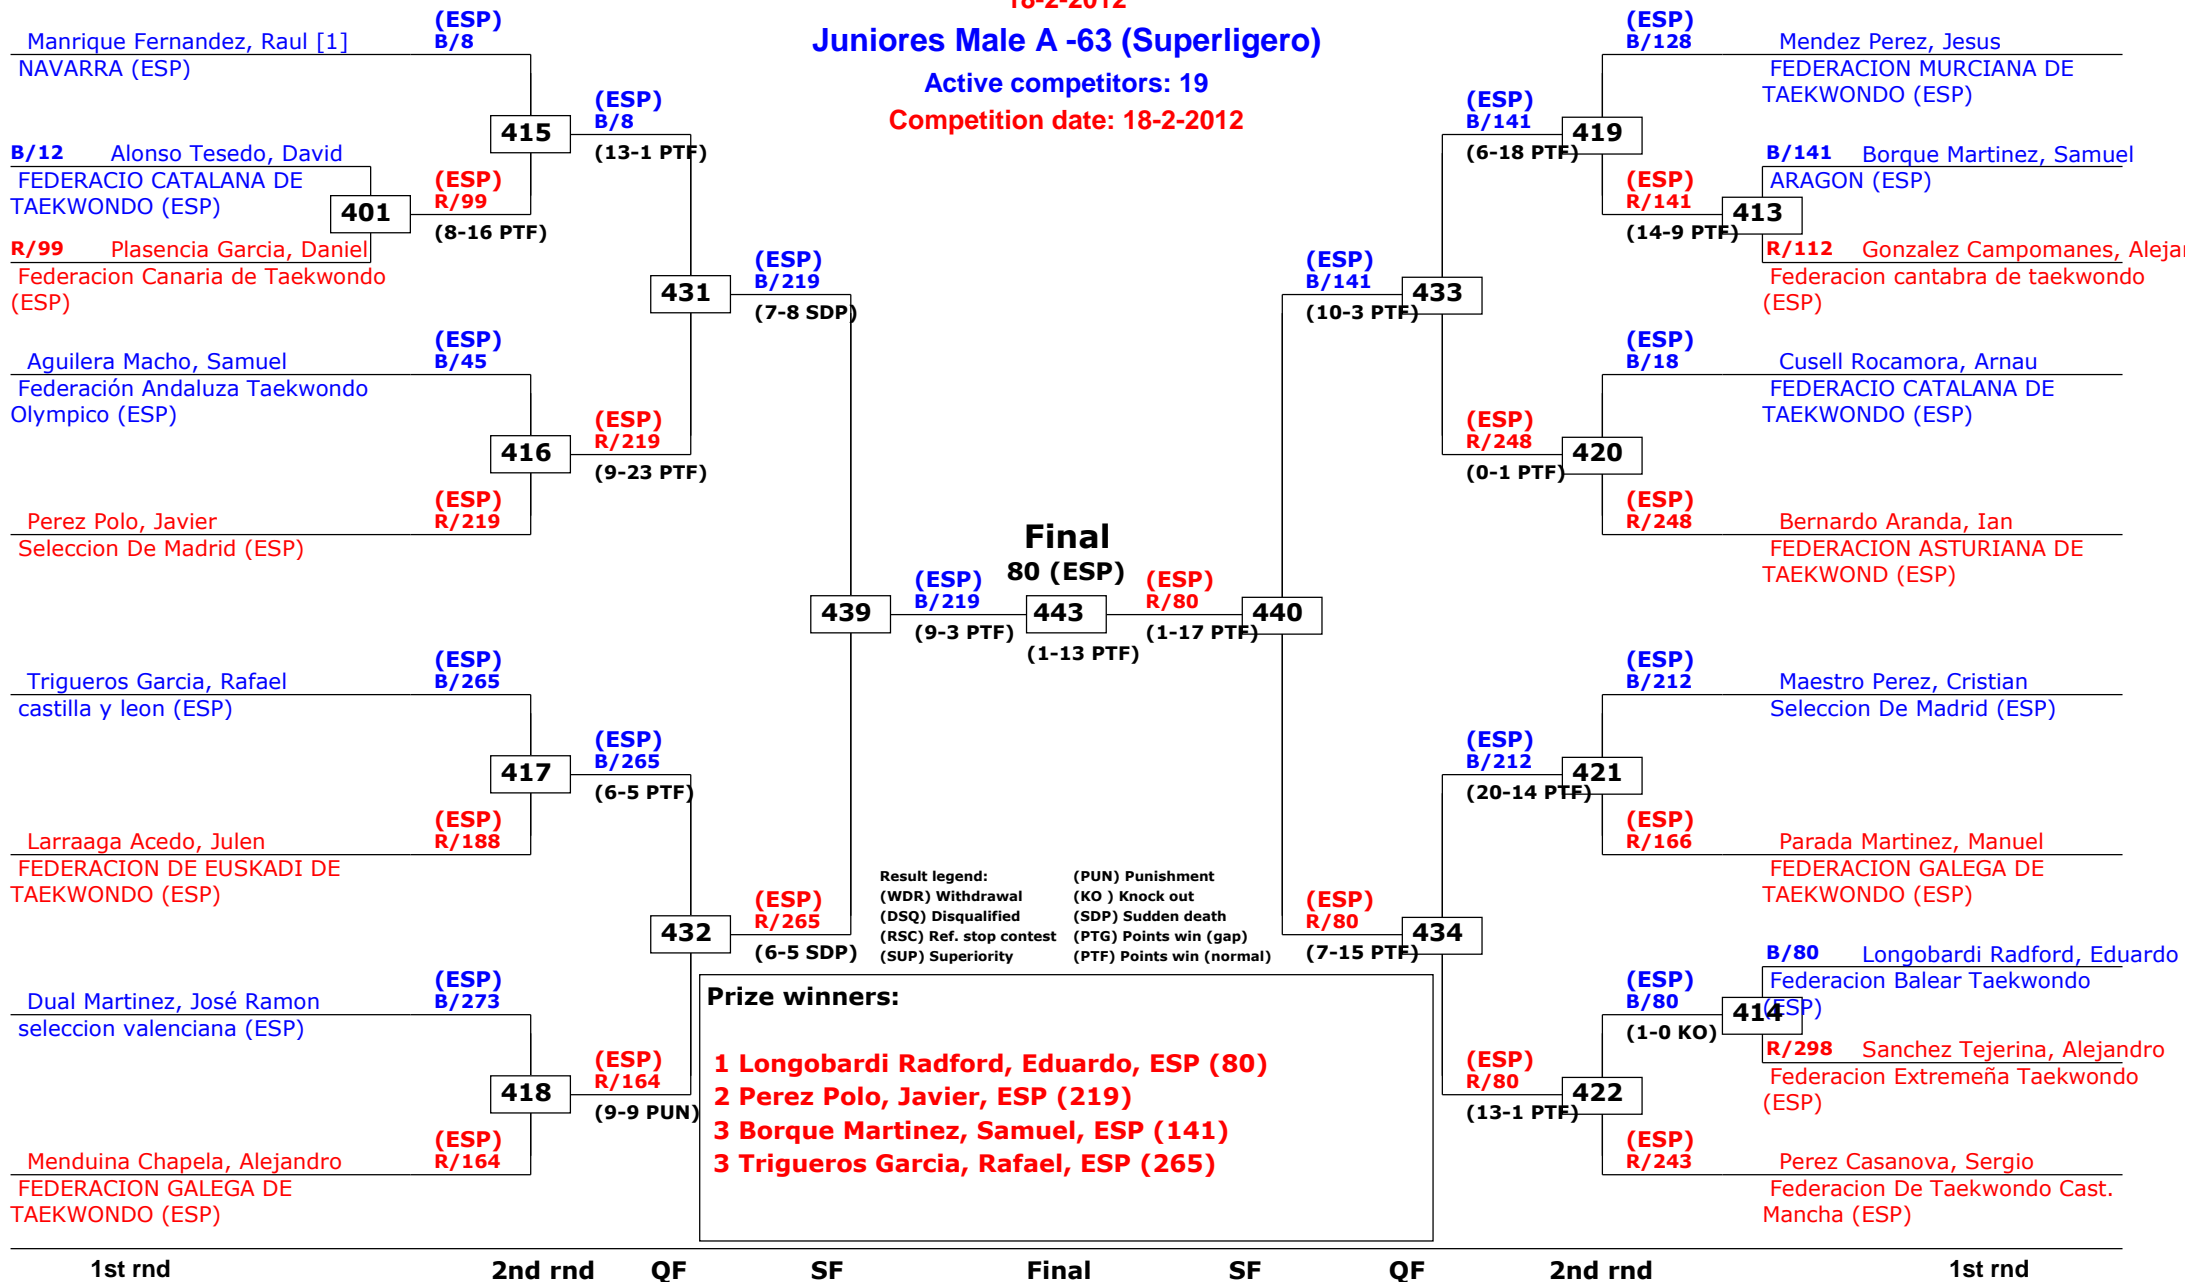 18-2-2012
Juniores Male A -63 (Superligero)
Active competitors: 19
Competition date: 18-2-2012
(ESP)
Manrique Fernandez, Raul [1] B/8
NAVARRA (ESP)
(ESP)
B/8
415
(13-1 PTF)
B/12 Alonso Tesedo, David
FEDERACIO CATALANA DE
TAEKWONDO (ESP)
401
(ESP)
R/99
(8-16 PTF)
R/99 Plasencia Garcia, Daniel
Federacion Canaria de Taekwondo
(ESP)
431
(ESP)
B/219
(7-8 SDP)
(ESP)
Aguilera Macho, Samuel B/45
Federación Andaluza Taekwondo
Olympico (ESP)
416
(ESP)
R/219
(9-23 PTF)
(ESP)
Perez Polo, Javier R/219
Seleccion De Madrid (ESP)
439
(ESP)
B/219
(9-3 PTF)
Final
80 (ESP)
443
(1-13 PTF)
(ESP)
R/80
(1-17 PTF)
440
(ESP)
Trigueros Garcia, Rafael B/265
castilla y leon (ESP)
417
(ESP)
B/265
(6-5 PTF)
(ESP)
Larraaga Acedo, Julen R/188
FEDERACION DE EUSKADI DE
TAEKWONDO (ESP)
432
(ESP)
R/265
(6-5 SDP)
(ESP)
Dual Martinez, José Ramon B/273
seleccion valenciana (ESP)
418
(ESP)
R/164
(9-9 PUN)
(ESP)
Menduina Chapela, Alejandro R/164
FEDERACION GALEGA DE
TAEKWONDO (ESP)
(ESP)
B/128 Mendez Perez, Jesus
FEDERACION MURCIANA DE
TAEKWONDO (ESP)
(ESP)
B/141
419
(6-18 PTF)
B/141 Borque Martinez, Samuel
ARAGON (ESP)
(ESP)
R/141
413
(14-9 PTF)
R/112 Gonzalez Campomanes, Aleja
Federacion cantabra de taekwondo
(ESP)
(ESP)
B/141
433
(10-3 PTF)
(ESP)
B/18 Cusell Rocamora, Arnau
FEDERACIO CATALANA DE
TAEKWONDO (ESP)
(ESP)
R/248
420
(0-1 PTF)
(ESP)
R/248 Bernardo Aranda, Ian
FEDERACION ASTURIANA DE
TAEKWOND (ESP)
(ESP)
B/212 Maestro Perez, Cristian
Seleccion De Madrid (ESP)
(ESP)
B/212
421
(20-14 PTF)
(ESP)
R/166 Parada Martinez, Manuel
FEDERACION GALEGA DE
TAEKWONDO (ESP)
(ESP)
R/80
434
(7-15 PTF)
B/80 Longobardi Radford, Eduardo
Federacion Balear Taekwondo
(ESP)
(ESP)
B/80
414
(1-0 KO)
R/298 Sanchez Tejerina, Alejandro
Federacion Extremeña Taekwondo
(ESP)
(ESP)
R/80
422
(13-1 PTF)
(ESP)
R/243 Perez Casanova, Sergio
Federacion De Taekwondo Cast.
Mancha (ESP)
Result legend: (PUN) Punishment
(WDR) Withdrawal (KO ) Knock out
(DSQ) Disqualified (SDP) Sudden death
(RSC) Ref. stop contest (PTG) Points win (gap)
(SUP) Superiority (PTF) Points win (normal)
Prize winners:
1 Longobardi Radford, Eduardo, ESP (80)
2 Perez Polo, Javier, ESP (219)
3 Borque Martinez, Samuel, ESP (141)
3 Trigueros Garcia, Rafael, ESP (265)
1st rnd 2nd rnd QF SF Final SF QF 2nd rnd 1st rnd